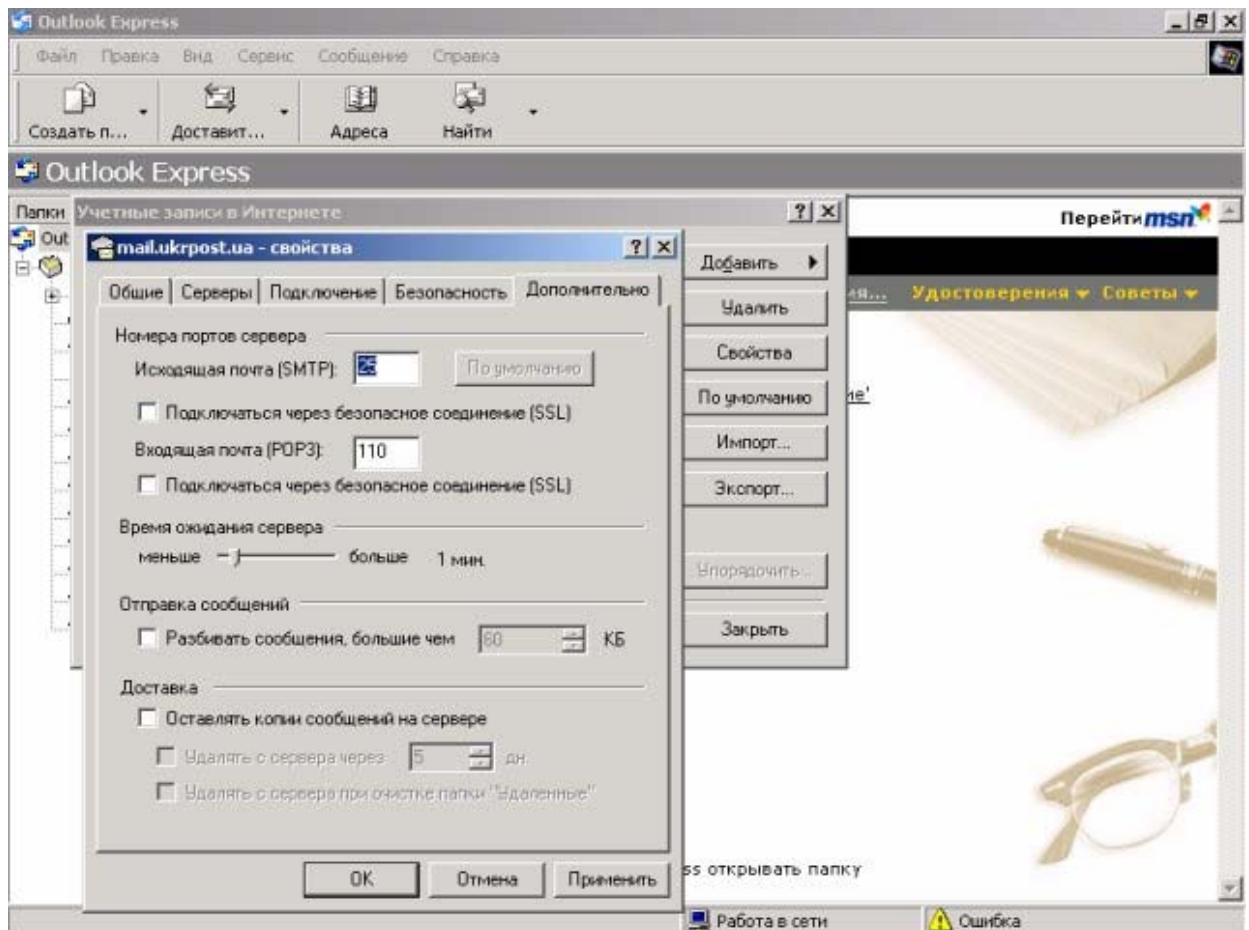 Outlook Express
Файл Правка Вид Сервис Сообщение Справка
Создать п... Доставит... Адреса Найти
Outlook Express
Папки
Учетные записи в Интернете
Перейти msn
Out
mail.ukrpost.ua - свойства
Добавить
Общие Серверы Подключение Безопасность Дополнительно
ия... Удостоверения Советы
Удалить
Номера портов сервера
Свойства
Исходящая почта (SMTP): 25 По умолчанию
По умолчанию
ие'
Подключаться через безопасное соединение (SSL)
Входящая почта (POP3): 110
Импорт...
Подключаться через безопасное соединение (SSL)
Экспорт...
Время ожидания сервера
меньше больше 1 мин.
Упорядочить...
Отправка сообщений
Разбивать сообщения, большие чем 60 КБ
Закрыть
Доставка
Оставлять копии сообщений на сервере
Удалять с сервера через 5 дн.
Удалять с сервера при очистке папки "Удаленные"
ss открывать папку
OK Отмена Применить
Работа в сети Ошибка